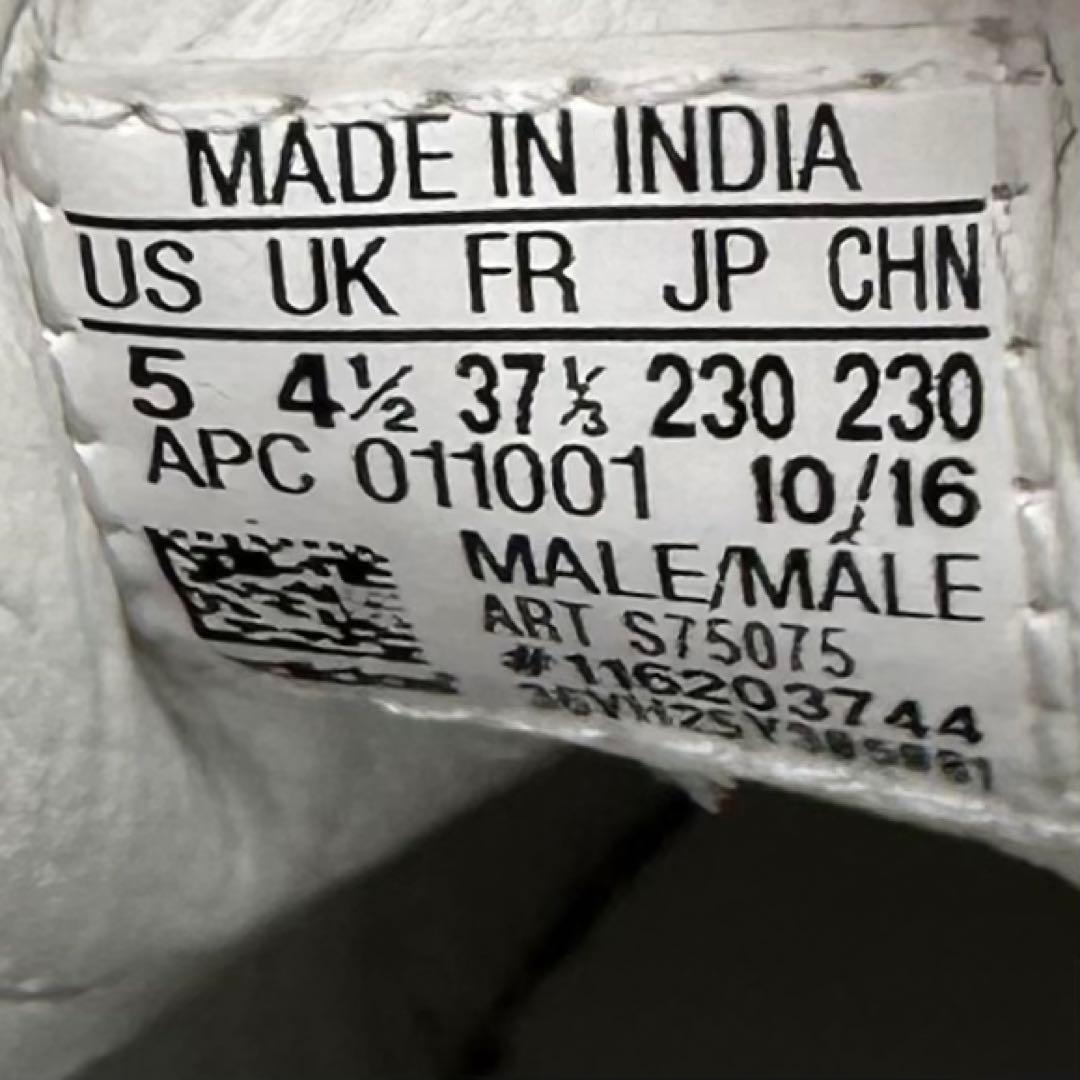 MADE IN INDIA
US UK FR JP CHN
5 4½ 37⅓ 230 230
APC 011001 10/16
MALE/MÂLE
ART S75075
#1116203744